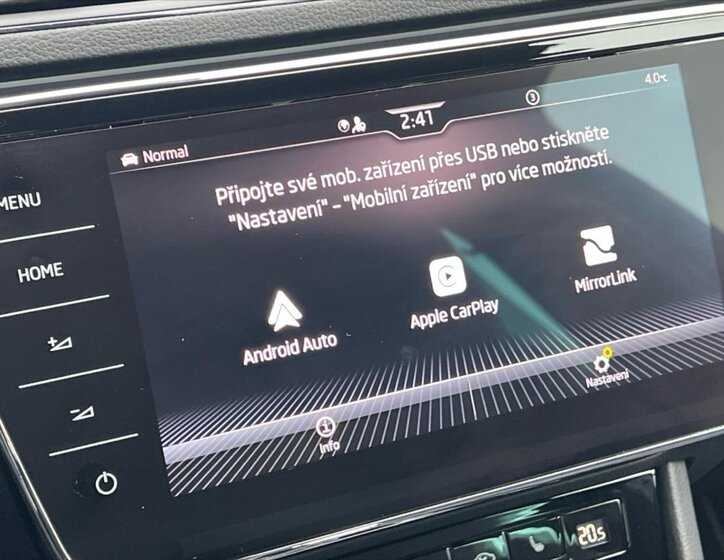 Normal
2:41
3
4.0°C
Připojte své mob. zařízení přes USB nebo stiskněte
"Nastavení" - "Mobilní zařízení" pro více možností.
MENU
HOME
Android Auto
Apple CarPlay
MirrorLink
Info
Nastavení
20s